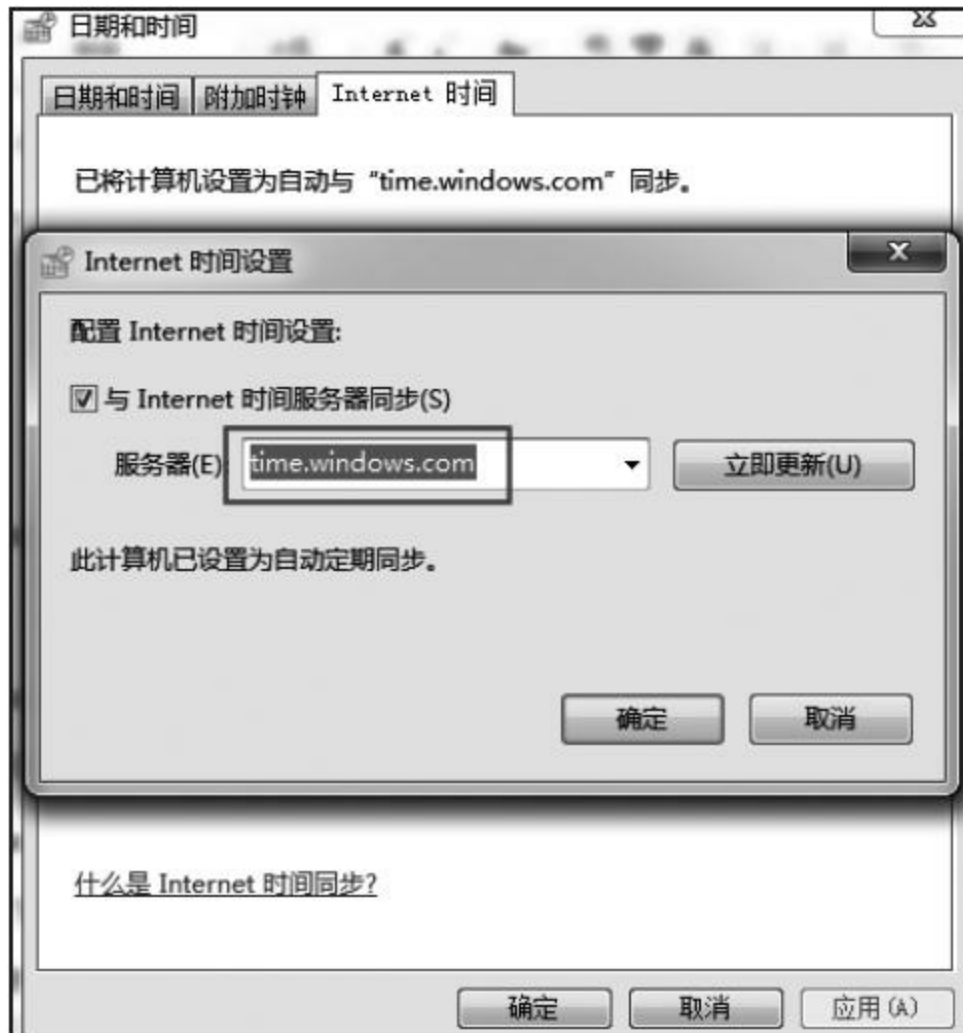 日期和时间
日期和时间 附加时钟 Internet 时间
已将计算机设置为自动与“time.windows.com”同步。
Internet 时间设置
配置 Internet 时间设置:
与 Internet 时间服务器同步(S)
服务器(E) time.windows.com 立即更新(U)
此计算机已设置为自动定期同步。
确定 取消
什么是 Internet 时间同步?
确定 取消 应用(A)